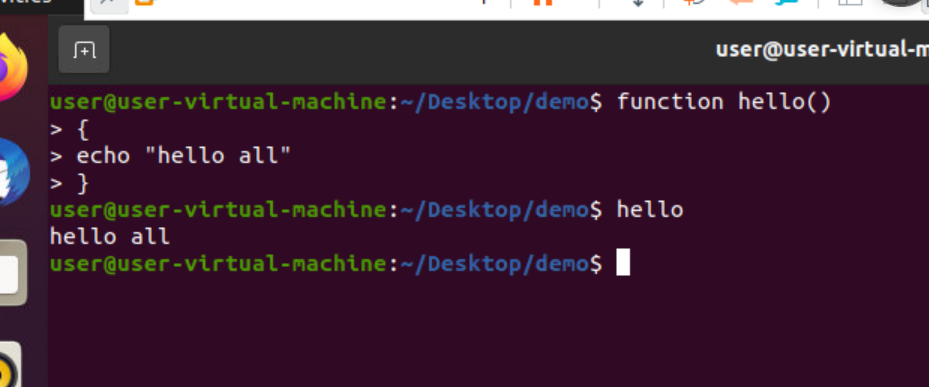 user@user-virtual-m
user@user-virtual-machine:~/Desktop/demo$ function hello()
> {
> echo "hello all"
> }
user@user-virtual-machine:~/Desktop/demo$ hello
hello all
user@user-virtual-machine:~/Desktop/demo$